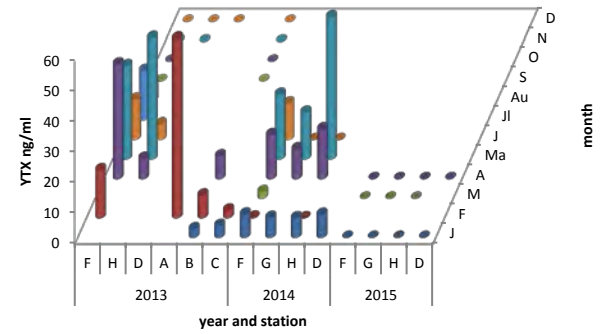 60
50
40
30
20
10
0
YTX ng/ml
D
N
O
S
Au
Jl
J
Ma
A
M
F
J
month
F H D A B C F G H D F G H D
2013 2014 2015
year and station